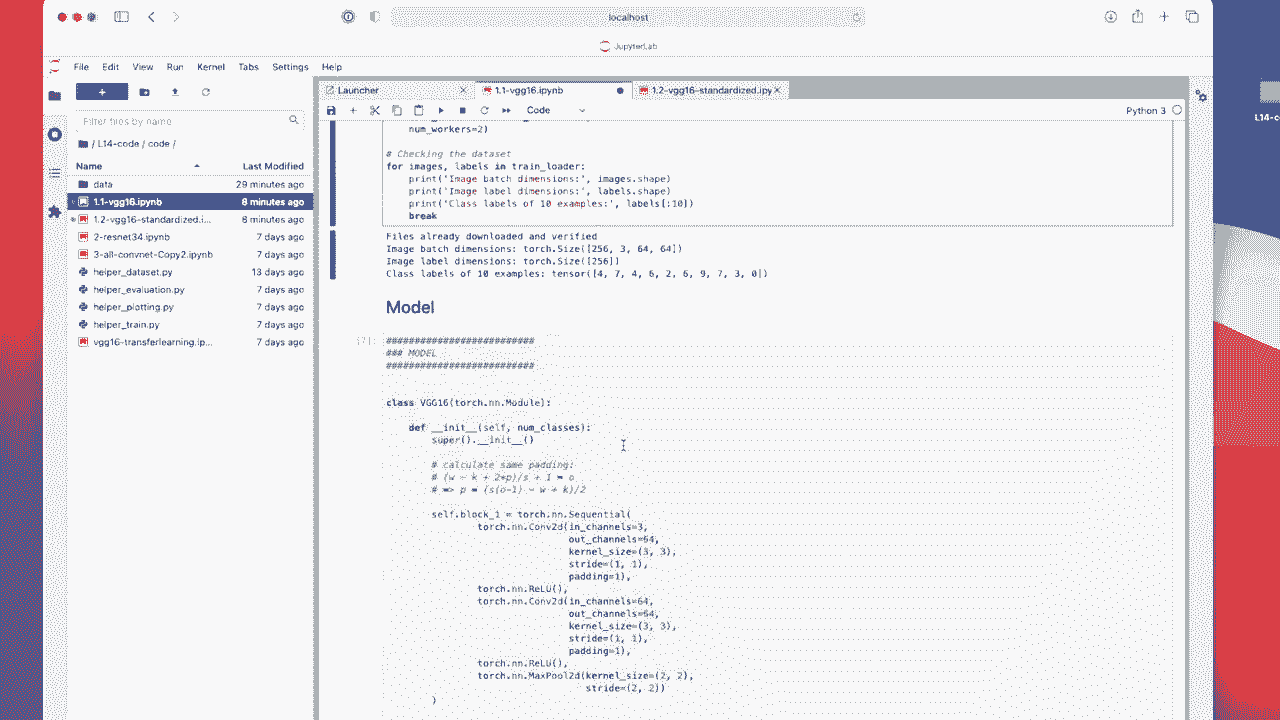 localhost
JupyterLab
File Edit View Run Kernel Tabs Settings Help
Launcher
1.1-vgg16.ipynb
1.2-vgg16-standardized.ipy
Code
Python 3
Filter files by name
/ L14-code / code /
Name Last Modified
data 29 minutes ago
1.1-vgg16.ipynb 8 minutes ago
1.2-vgg16-standardized.i... 6 minutes ago
2-resnet34.ipynb 7 days ago
3-all-convnet-Copy2.ipynb 7 days ago
helper_dataset.py 13 days ago
helper_evaluation.py 7 days ago
helper_plotting.py 7 days ago
helper_train.py 7 days ago
vgg16-transferlearning.ip... 7 days ago
num_workers=2)
# Checking the dataset
for images, labels in train_loader:
print('Image batch dimensions:', images.shape)
print('Image label dimensions:', labels.shape)
print('Class labels of 10 examples:', labels[:10])
break
Files already downloaded and verified
Image batch dimensions: torch.Size([256, 3, 64, 64])
Image label dimensions: torch.Size([256])
Class labels of 10 examples: tensor([4, 7, 4, 6, 2, 6, 9, 7, 3, 0])
Model
[7]:
##########################
### MODEL
##########################
class VGG16(torch.nn.Module):
def __init__(self, num_classes):
super().__init__()
# calculate same padding:
# (w - k + 2*p)/s + 1 = o
# => p = (s(o-1) - w + k)/2
self.block_1 = torch.nn.Sequential(
torch.nn.Conv2d(in_channels=3,
out_channels=64,
kernel_size=(3, 3),
stride=(1, 1),
padding=1),
torch.nn.ReLU(),
torch.nn.Conv2d(in_channels=64,
out_channels=64,
kernel_size=(3, 3),
stride=(1, 1),
padding=1),
torch.nn.ReLU(),
torch.nn.MaxPool2d(kernel_size=(2, 2),
stride=(2, 2))
)